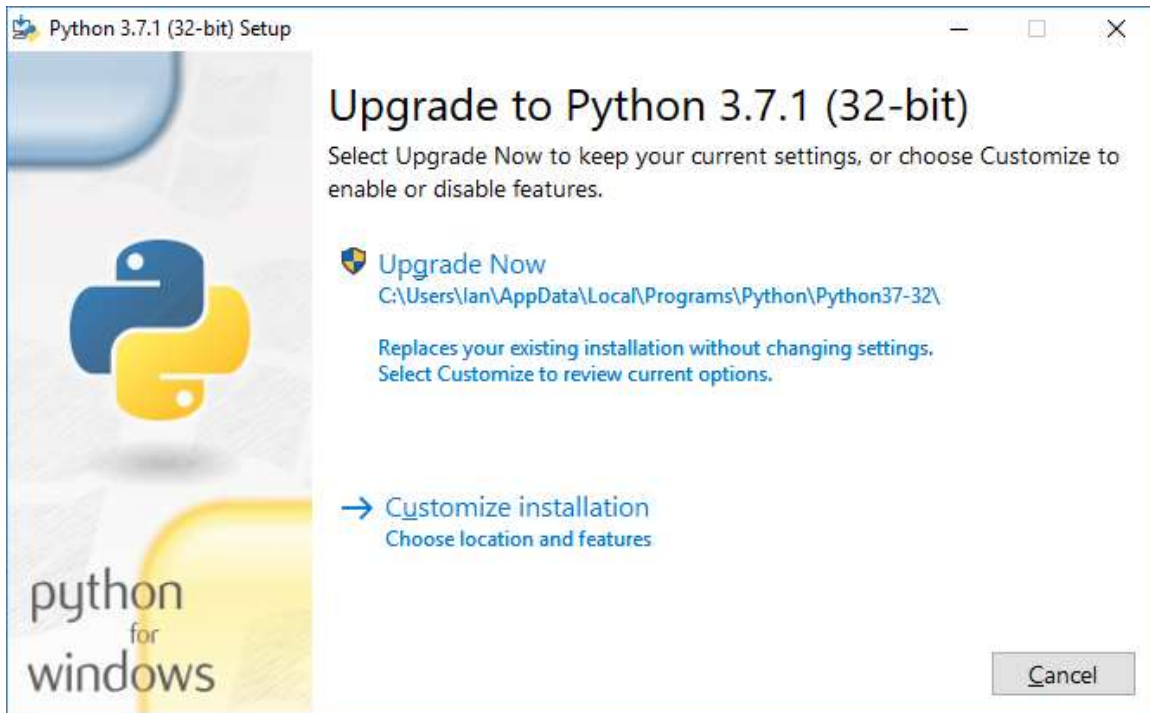 Python 3.7.1 (32-bit) Setup
Upgrade to Python 3.7.1 (32-bit)
Select Upgrade Now to keep your current settings, or choose Customize to
enable or disable features.
Upgrade Now
C:\Users\Ian\AppData\Local\Programs\Python\Python37-32\
Replaces your existing installation without changing settings.
Select Customize to review current options.
Customize installation
Choose location and features
python
for
windows
Cancel